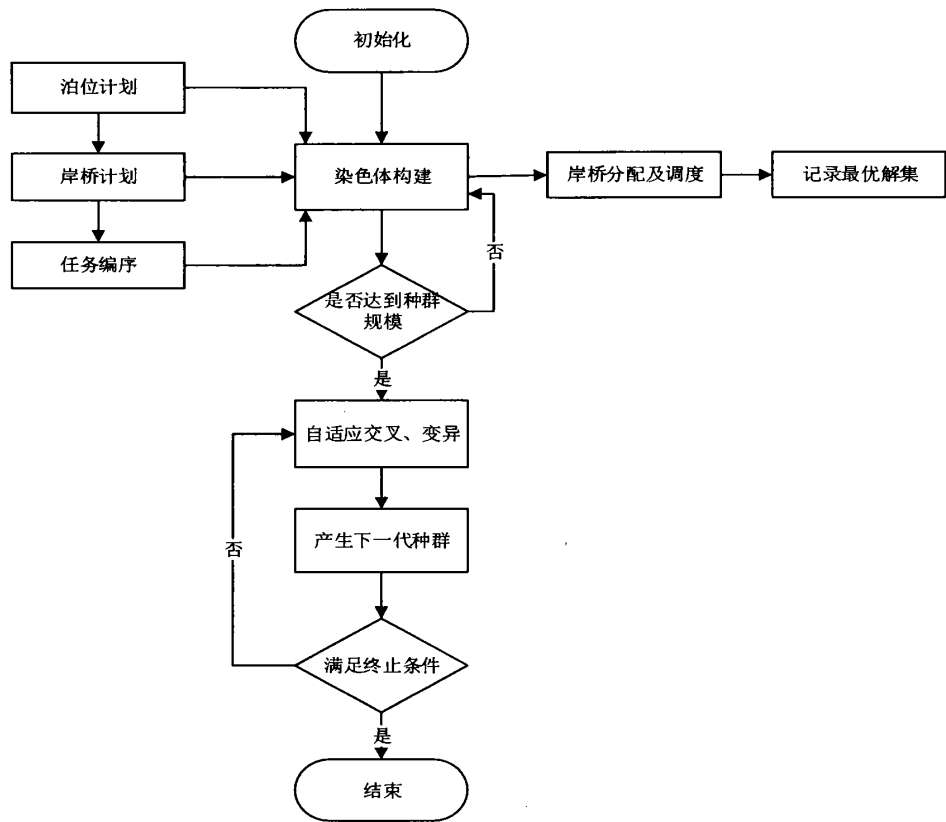 初始化
泊位计划
岸桥计划
染色体构建
岸桥分配及调度
记录最优解集
任务编序
否
是否达到种群
规模
是
自适应交叉、变异
产生下一代种群
否
满足终止条件
是
结束